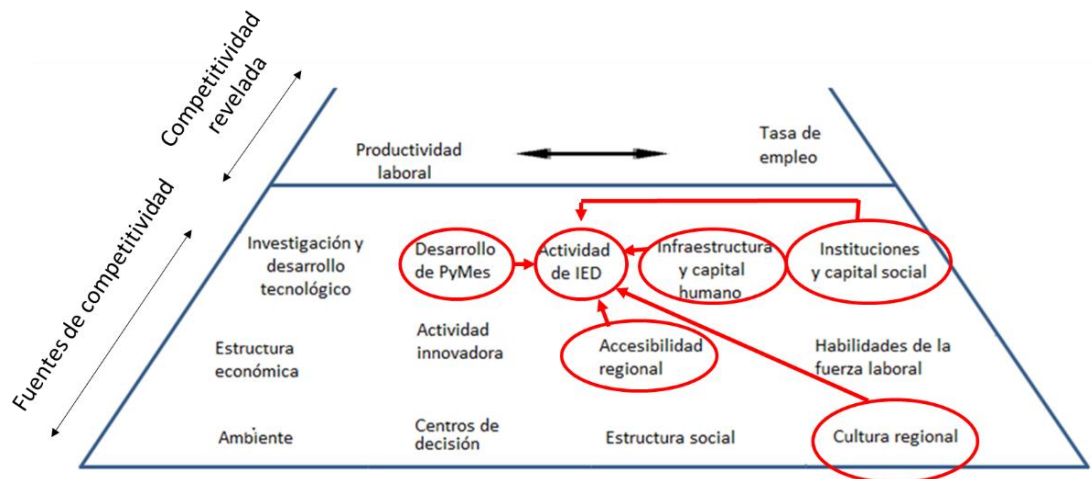 Competitividad
revelada
Fuentes de competitividad
Productividad
laboral
Tasa de
empleo
Investigación y
desarrollo
tecnológico
Desarrollo
de PyMes
Actividad
de IED
Infraestructura
y capital
humano
Instituciones
y capital social
Estructura
económica
Actividad
innovadora
Accesibilidad
regional
Habilidades de la
fuerza laboral
Ambiente
Centros de
decisión
Estructura social
Cultura regional